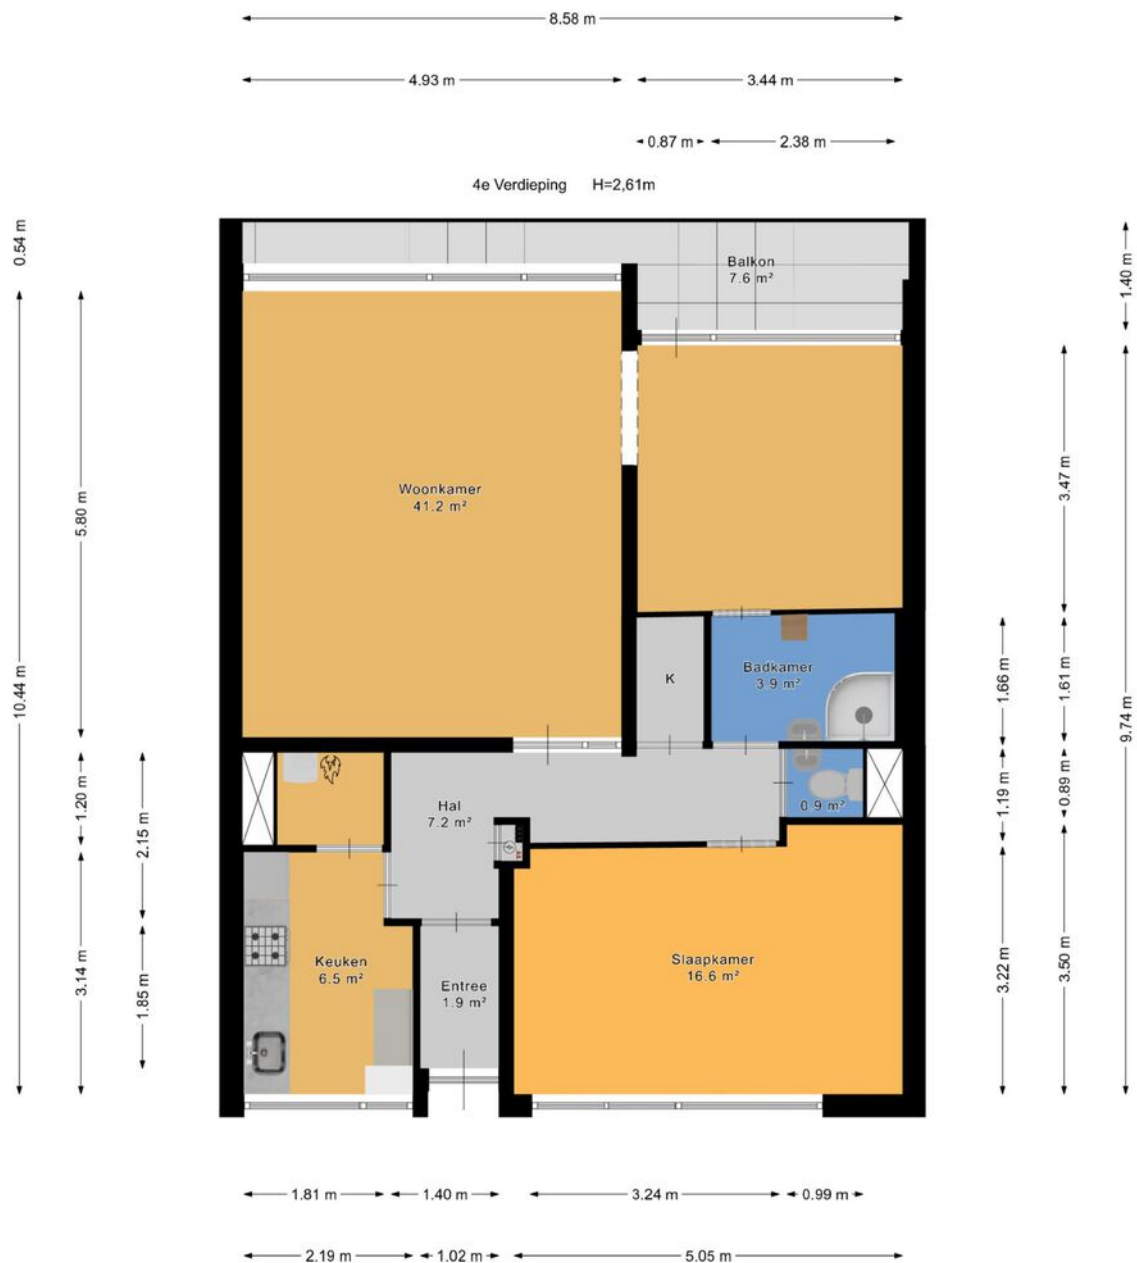 8.58 m
4.93 m
3.44 m
0.87 m
2.38 m
4e Verdieping H=2,61m
0.54 m
1.40 m
Balkon
7.6 m²
5.80 m
10.44 m
3.47 m
9.74 m
Woonkamer
41.2 m²
K
Badkamer
3.9 m²
1.66 m
1.61 m
1.20 m
2.15 m
Hal
7.2 m²
0.9 m²
1.19 m
0.89 m
3.14 m
1.85 m
Keuken
6.5 m²
Entree
1.9 m²
Slaapkamer
16.6 m²
3.22 m
3.50 m
1.81 m
1.40 m
3.24 m
0.99 m
2.19 m
1.02 m
5.05 m